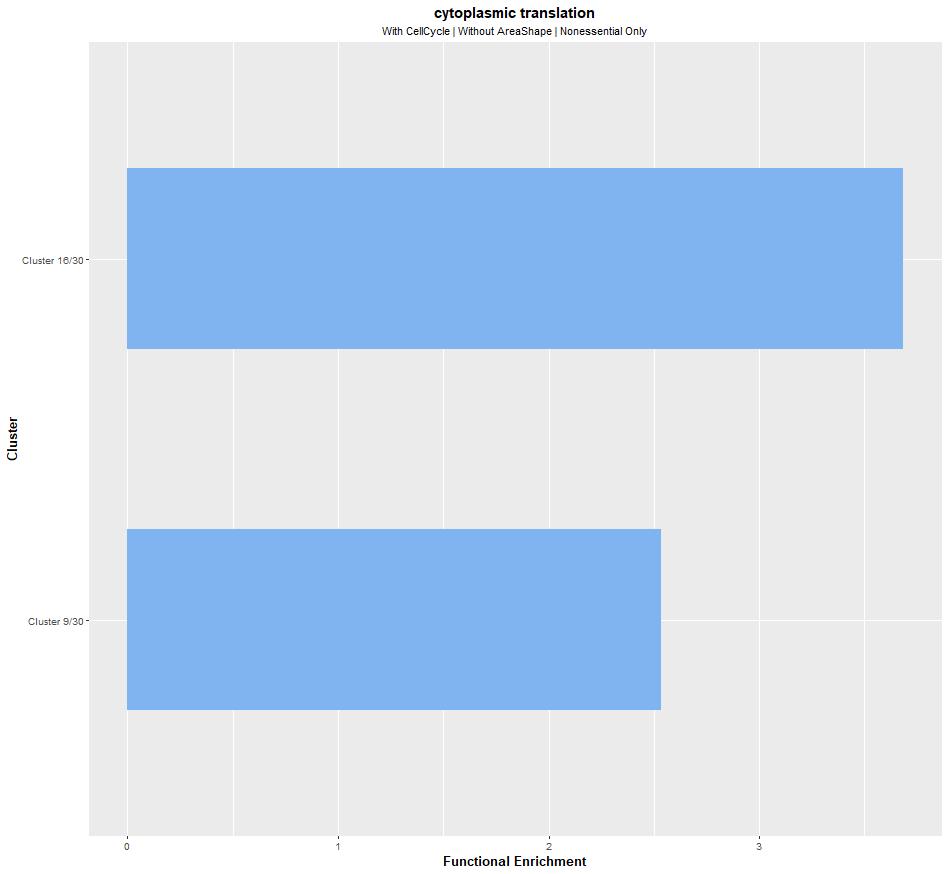 cytoplasmic translation
With CellCycle | Without AreaShape | Nonessential Only
Cluster
Cluster 16/30
Cluster 9/30
0 1 2 3
Functional Enrichment